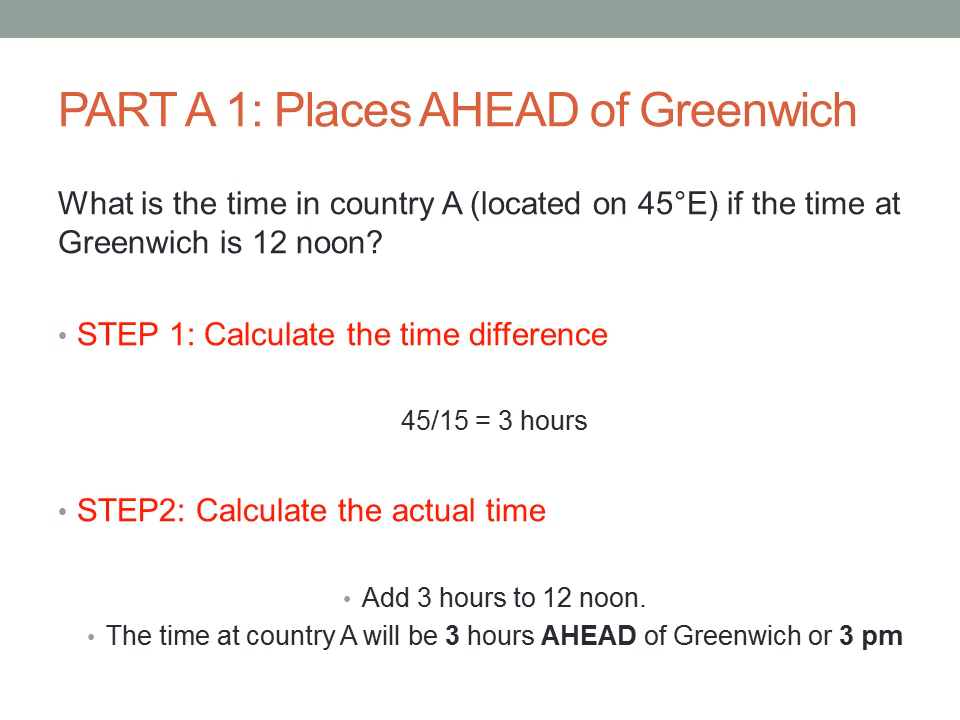 PART A 1: Places AHEAD of Greenwich
What is the time in country A (located on 45°E) if the time at
Greenwich is 12 noon?
• STEP 1: Calculate the time difference
45/15 = 3 hours
• STEP2: Calculate the actual time
• Add 3 hours to 12 noon.
• The time at country A will be 3 hours AHEAD of Greenwich or 3 pm